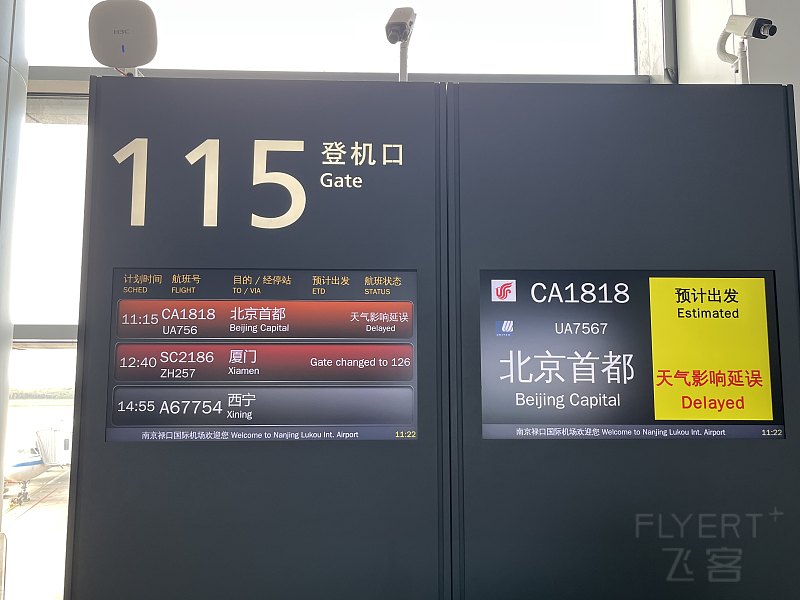 H3C
115 登机口
Gate
计划时间 航班号 目的 / 经停站 预计出发 航班状态
SCHED FLIGHT TO / VIA ETD STATUS
11:15 CA1818 北京首都 天气影响延误
UA756 Beijing Capital Delayed
12:40 SC2186 厦门 Gate changed to 126
ZH257 Xiamen
14:55 A67754 西宁
Xining
南京禄口国际机场欢迎您 Welcome to Nanjing Lukou Int. Airport 11:22
CA1818
UA7567
北京首都
Beijing Capital
预计出发
Estimated
天气影响延误
Delayed
南京禄口国际机场欢迎您 Welcome to Nanjing Lukou Int. Airport 11:22
FLYERT+
飞客